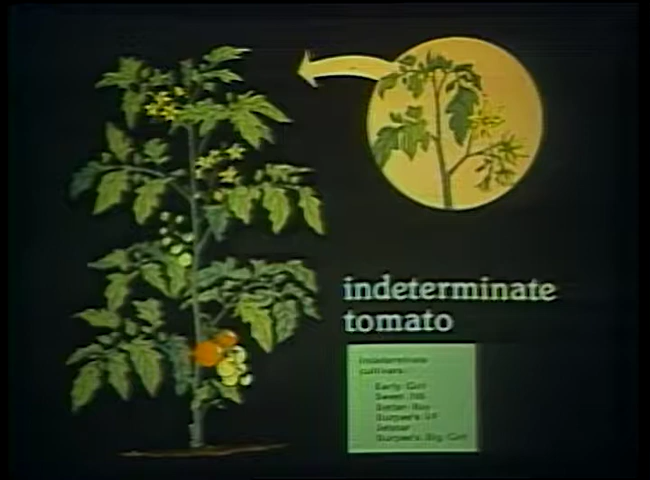 indeterminate
tomato
Indeterminate
cultivars:
Early Girl
Sweet 100
Better Boy
Burpee's VF
Jetstar
Burpee's Big Girl